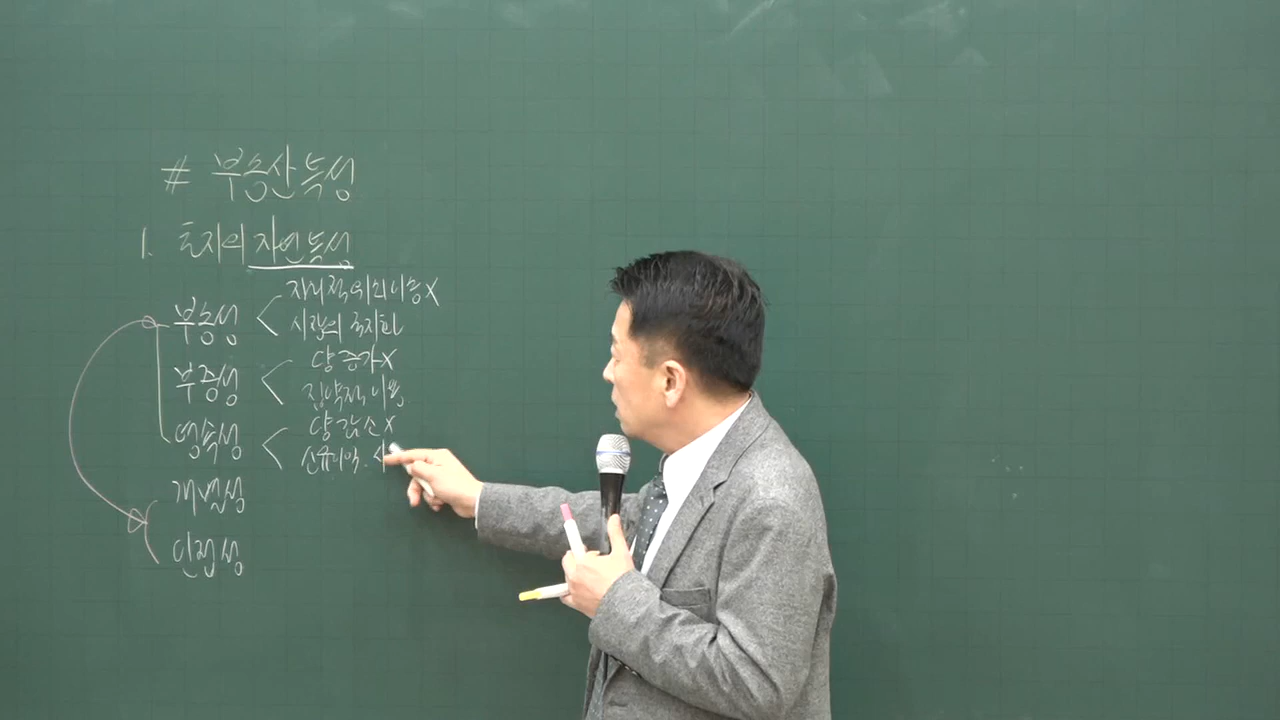 # 부동산특성
1. 토지의 자연특성
부동성 < 지리적 위치이동 X
시장의 국지화
부증성 < 양 증가 X
집약적 이용
영속성 < 양 감소 X
소유이익.
개별성
인접성